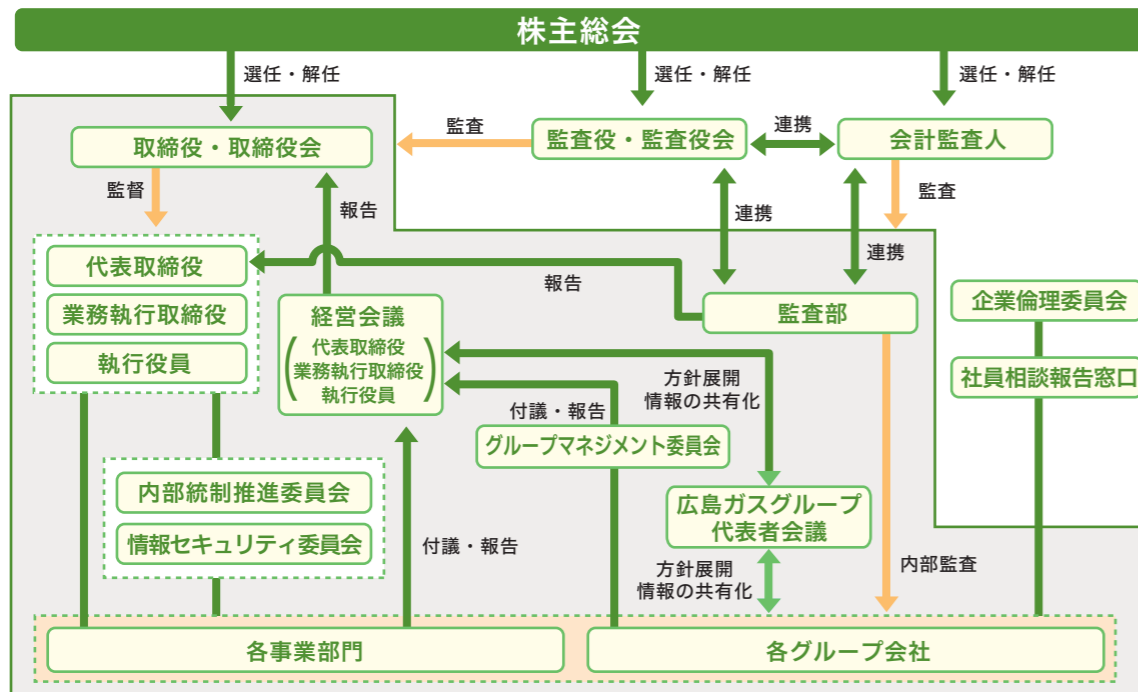 株主総会
選任・解任
選任・解任
選任・解任
取締役・取締役会
監査
監査役・監査役会
連携
会計監査人
監督
報告
連携
監査
連携
代表取締役
業務執行取締役
執行役員
報告
経営会議
代表取締役
業務執行取締役
執行役員
監査部
企業倫理委員会
社員相談報告窓口
方針展開
情報の共有化
付議・報告
グループマネジメント委員会
内部統制推進委員会
情報セキュリティ委員会
付議・報告
広島ガスグループ
代表者会議
方針展開
情報の共有化
内部監査
各事業部門
各グループ会社